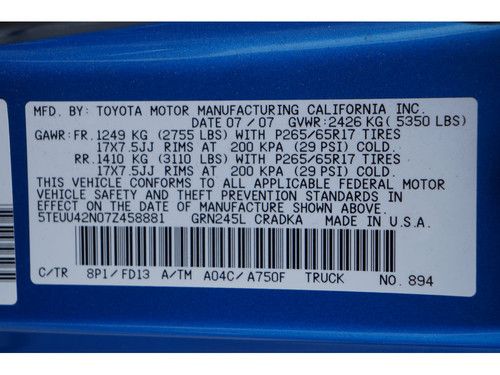 MFD. BY: TOYOTA MOTOR MANUFACTURING CALIFORNIA INC.
DATE 07/07 GVWR:2426 KG ( 5350 LBS)
GAWR:FR.1249 KG (2755 LBS) WITH P265/65R17 TIRES
17X7.5JJ RIMS AT 200 KPA (29 PSI) COLD.
RR.1410 KG (3110 LBS) WITH P265/65R17 TIRES
17X7.5JJ RIMS AT 200 KPA (29 PSI) COLD.
THIS VEHICLE CONFORMS TO ALL APPLICABLE FEDERAL MOTOR
VEHICLE SAFETY AND THEFT PREVENTION STANDARDS IN
EFFECT ON THE DATE OF MANUFACTURE SHOWN ABOVE.
5TEUU42N07Z458881 GRN245L CRADKA MADE IN U.S.A.
C/TR 8P1/FD13 A/TM A04C/A750F TRUCK NO.894